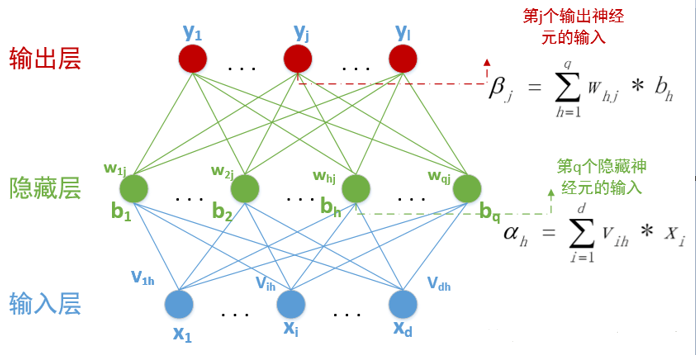 第j个输出神经
元的输入
y1 yj yl
输出层
... ...
βj = ∑ q h=1 whj * bh
w1j w2j whj wqj
第q个隐藏神
经元的输入
隐藏层
... ... ...
b1 b2 bh bq
αh = ∑ d i=1 vih * xi
V1h Vih Vdh
输入层
... ...
x1 xi xd